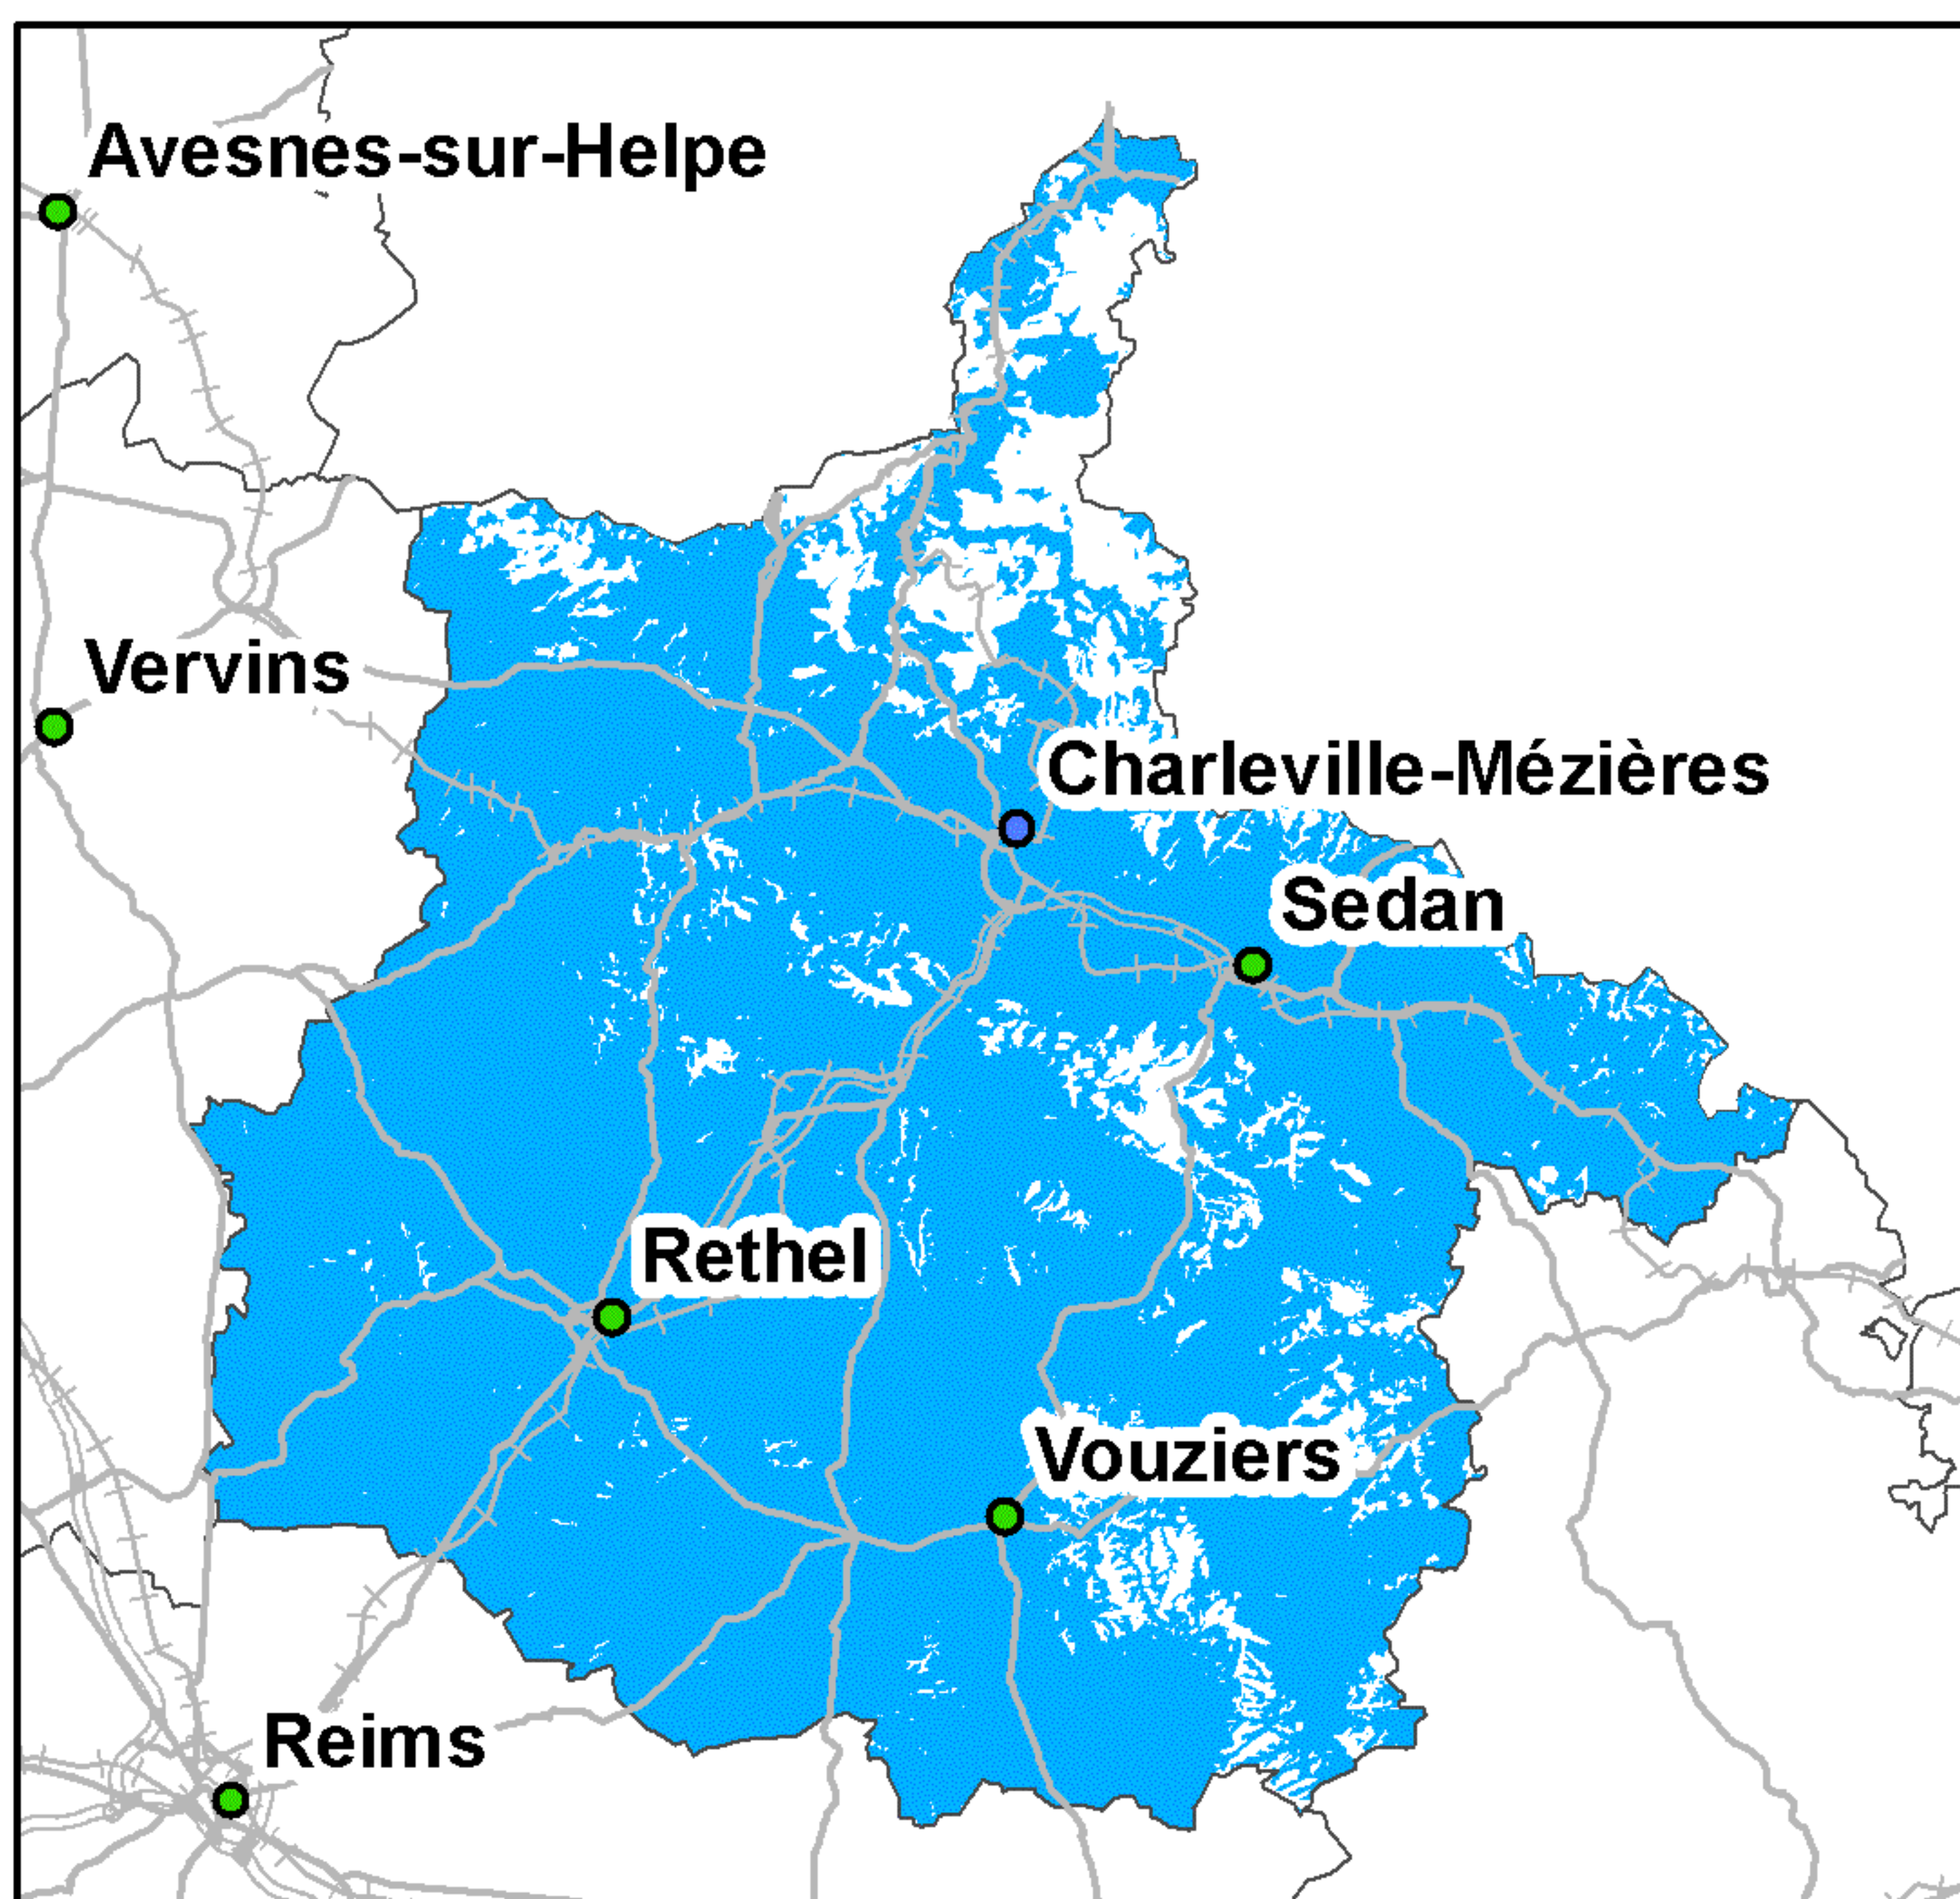 Avesnes-sur-Helpe
Vervins
Charleville-Mézières
Sedan
Rethel
Vouziers
Reims